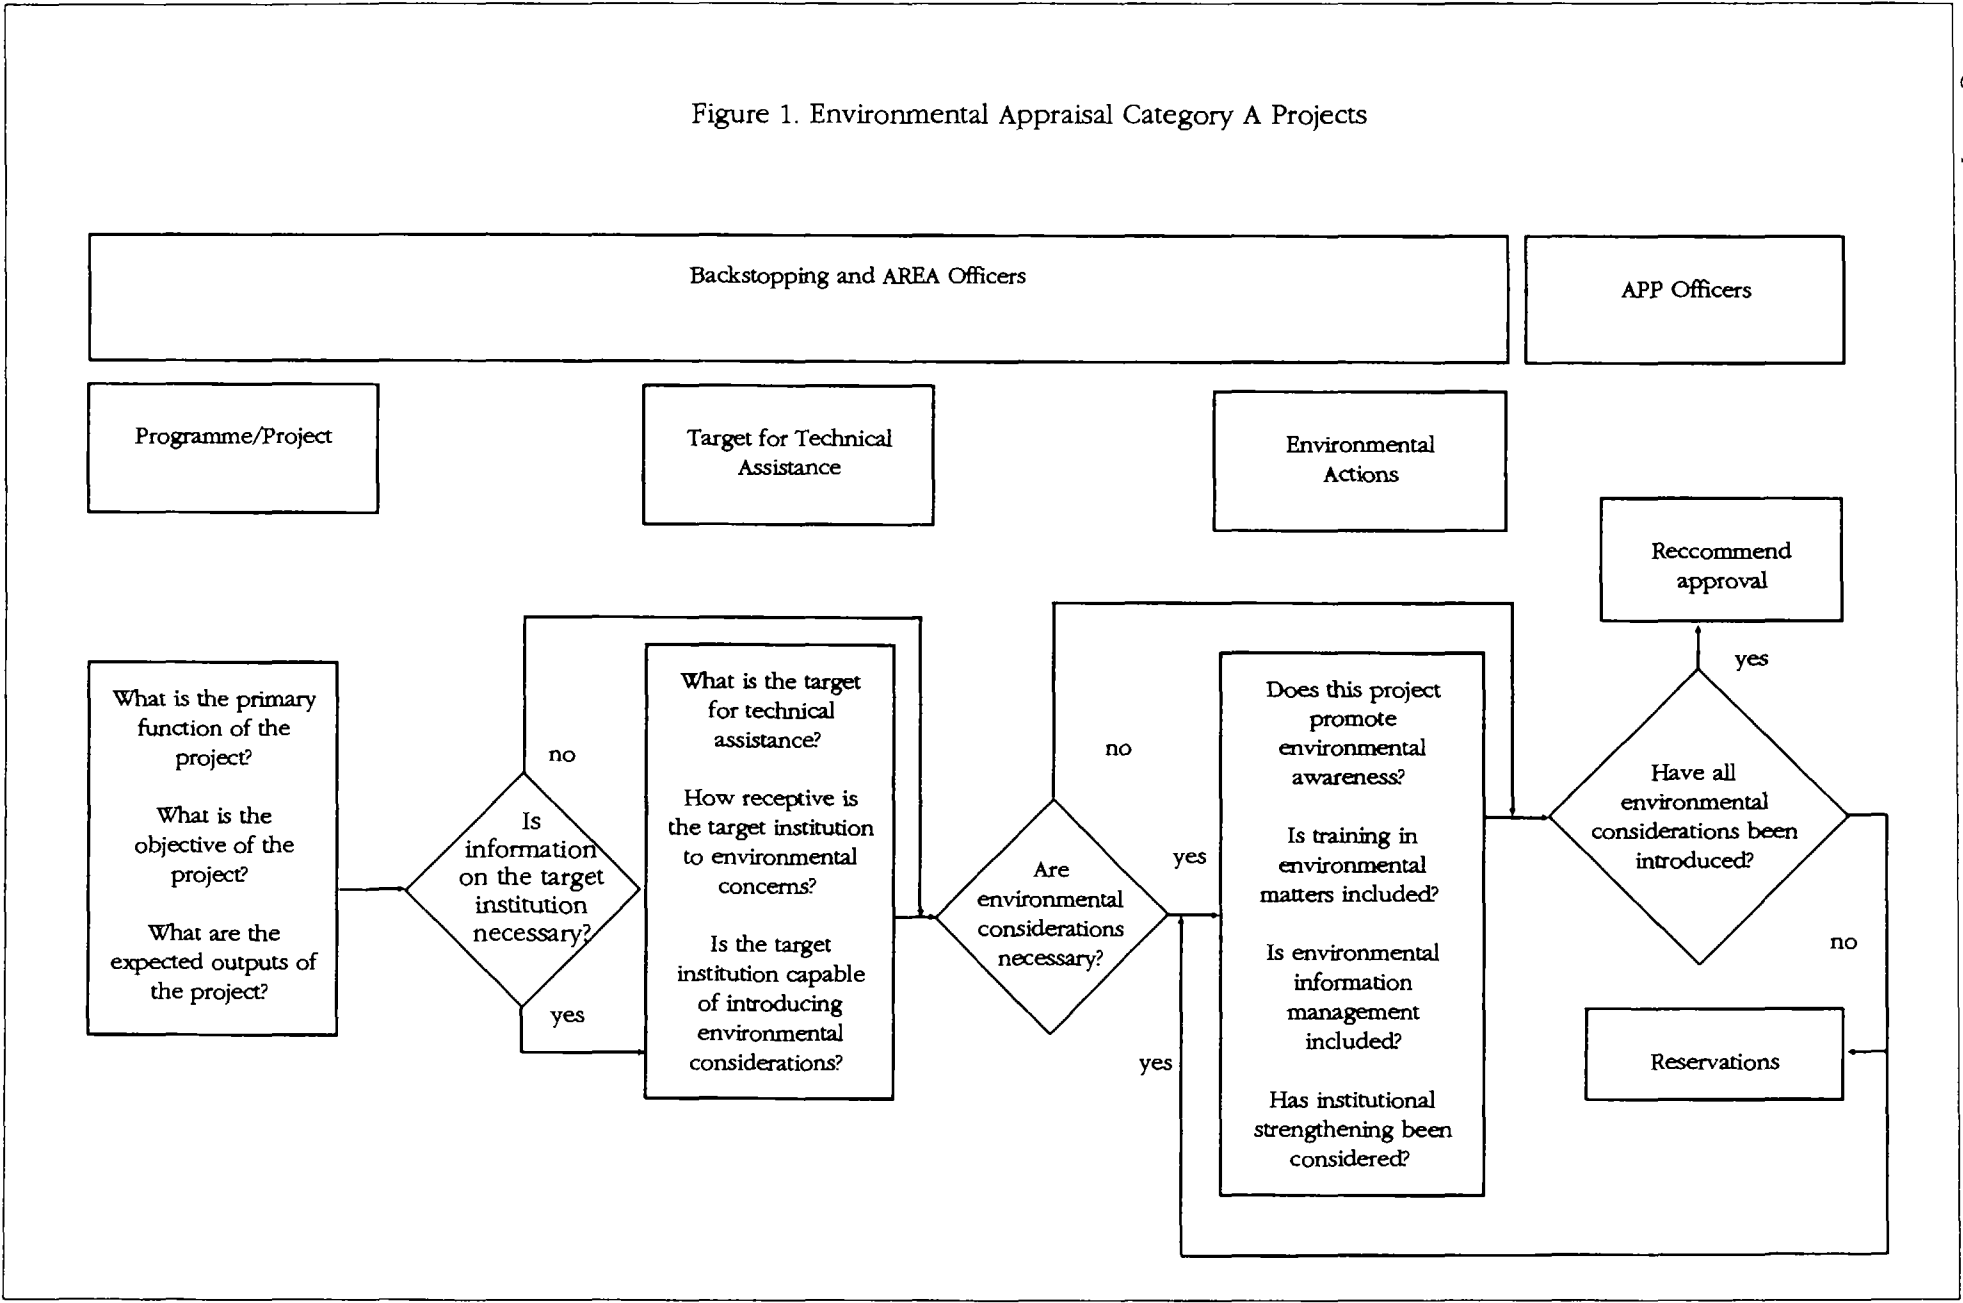 Figure 1. Environmental Appraisal Category A Projects
Backstopping and AREA Officers
APP Officers
Programme/Project
Target for Technical
Assistance
Environmental
Actions
Reccommend
approval
What is the primary
function of the
project?
What is the
objective of the
project?
What are the
expected outputs of
the project?
no
Is
information
on the target
institution
necessary?
yes
What is the target
for technical
assistance?
How receptive is
the target institution
to environmental
concerns?
Is the target
institution capable
of introducing
environmental
considerations?
no
Are
environmental
considerations
necessary?
yes
yes
Does this project
promote
environmental
awareness?
Is training in
environmental
matters included?
Is environmental
information
management
included?
Has institutional
strengthening been
considered?
yes
Have all
environmental
considerations been
introduced?
no
Reservations